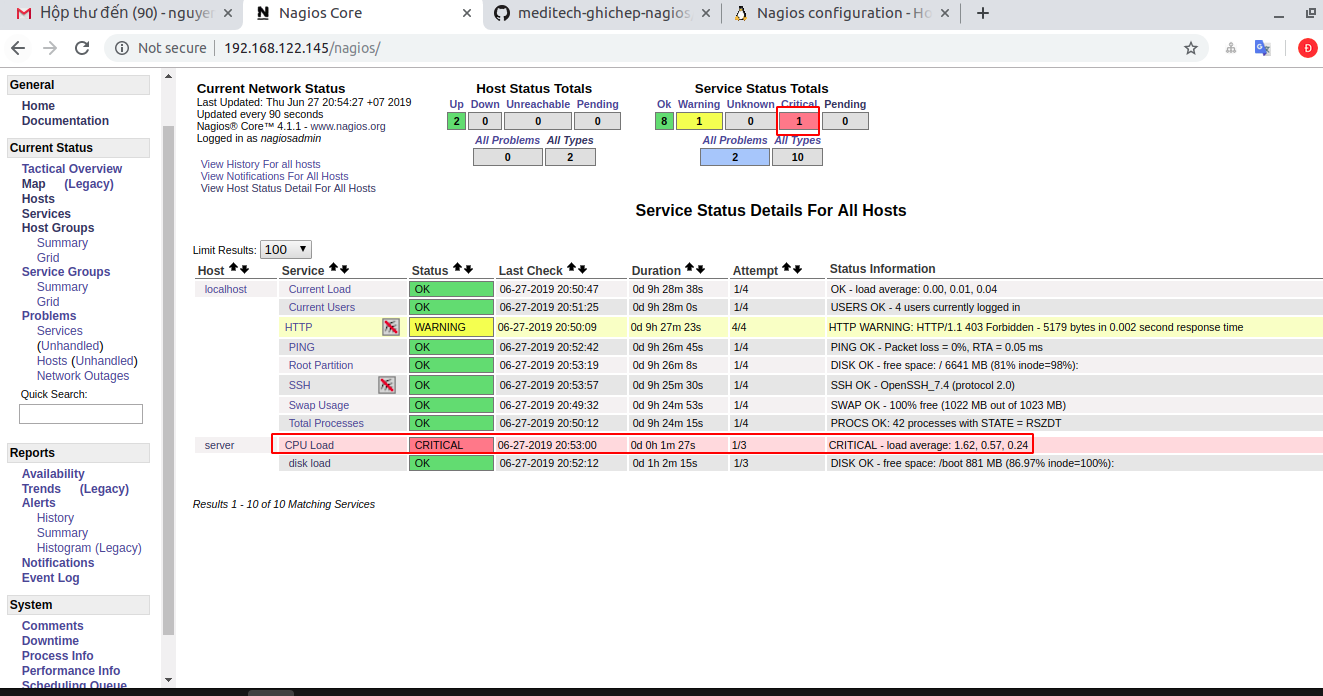 Hộp thư đến (90) - nguye
Nagios Core
meditech-ghichep-nagios
Nagios configuration - Ho
Not secure
192.168.122.145/nagios/
Đ
General
Home
Documentation
Current Status
Tactical Overview
Map (Legacy)
Hosts
Services
Host Groups
Summary
Grid
Service Groups
Summary
Grid
Problems
Services
(Unhandled)
Hosts (Unhandled)
Network Outages
Quick Search:
Reports
Availability
Trends (Legacy)
Alerts
History
Summary
Histogram (Legacy)
Notifications
Event Log
System
Comments
Downtime
Process Info
Performance Info
Scheduling Queue
Current Network Status
Last Updated: Thu Jun 27 20:54:27 +07 2019
Updated every 90 seconds
Nagios® Core™ 4.1.1 - www.nagios.org
Logged in as nagiosadmin
View History For all hosts
View Notifications For All Hosts
View Host Status Detail For All Hosts
Host Status Totals
Up Down Unreachable Pending
2 0 0 0
All Problems All Types
0 2
Service Status Totals
Ok Warning Unknown Critical Pending
8 1 0 1 0
All Problems All Types
2 10
Service Status Details For All Hosts
Limit Results: 100
Host Service Status Last Check Duration Attempt Status Information
localhost Current Load OK 06-27-2019 20:50:47 0d 9h 28m 38s 1/4 OK - load average: 0.00, 0.01, 0.04
Current Users OK 06-27-2019 20:51:25 0d 9h 28m 0s 1/4 USERS OK - 4 users currently logged in
HTTP WARNING 06-27-2019 20:50:09 0d 9h 27m 23s 4/4 HTTP WARNING: HTTP/1.1 403 Forbidden - 5179 bytes in 0.002 second response time
PING OK 06-27-2019 20:52:42 0d 9h 26m 45s 1/4 PING OK - Packet loss = 0%, RTA = 0.05 ms
Root Partition OK 06-27-2019 20:53:19 0d 9h 26m 8s 1/4 DISK OK - free space: / 6641 MB (81% inode=98%):
SSH OK 06-27-2019 20:53:57 0d 9h 25m 30s 1/4 SSH OK - OpenSSH_7.4 (protocol 2.0)
Swap Usage OK 06-27-2019 20:49:32 0d 9h 24m 53s 1/4 SWAP OK - 100% free (1022 MB out of 1023 MB)
Total Processes OK 06-27-2019 20:50:12 0d 9h 24m 15s 1/4 PROCS OK: 42 processes with STATE = RSZDT
server CPU Load CRITICAL 06-27-2019 20:53:00 0d 0h 1m 27s 1/3 CRITICAL - load average: 1.62, 0.57, 0.24
disk load OK 06-27-2019 20:52:12 0d 1h 2m 15s 1/3 DISK OK - free space: /boot 881 MB (86.97% inode=100%):
Results 1 - 10 of 10 Matching Services